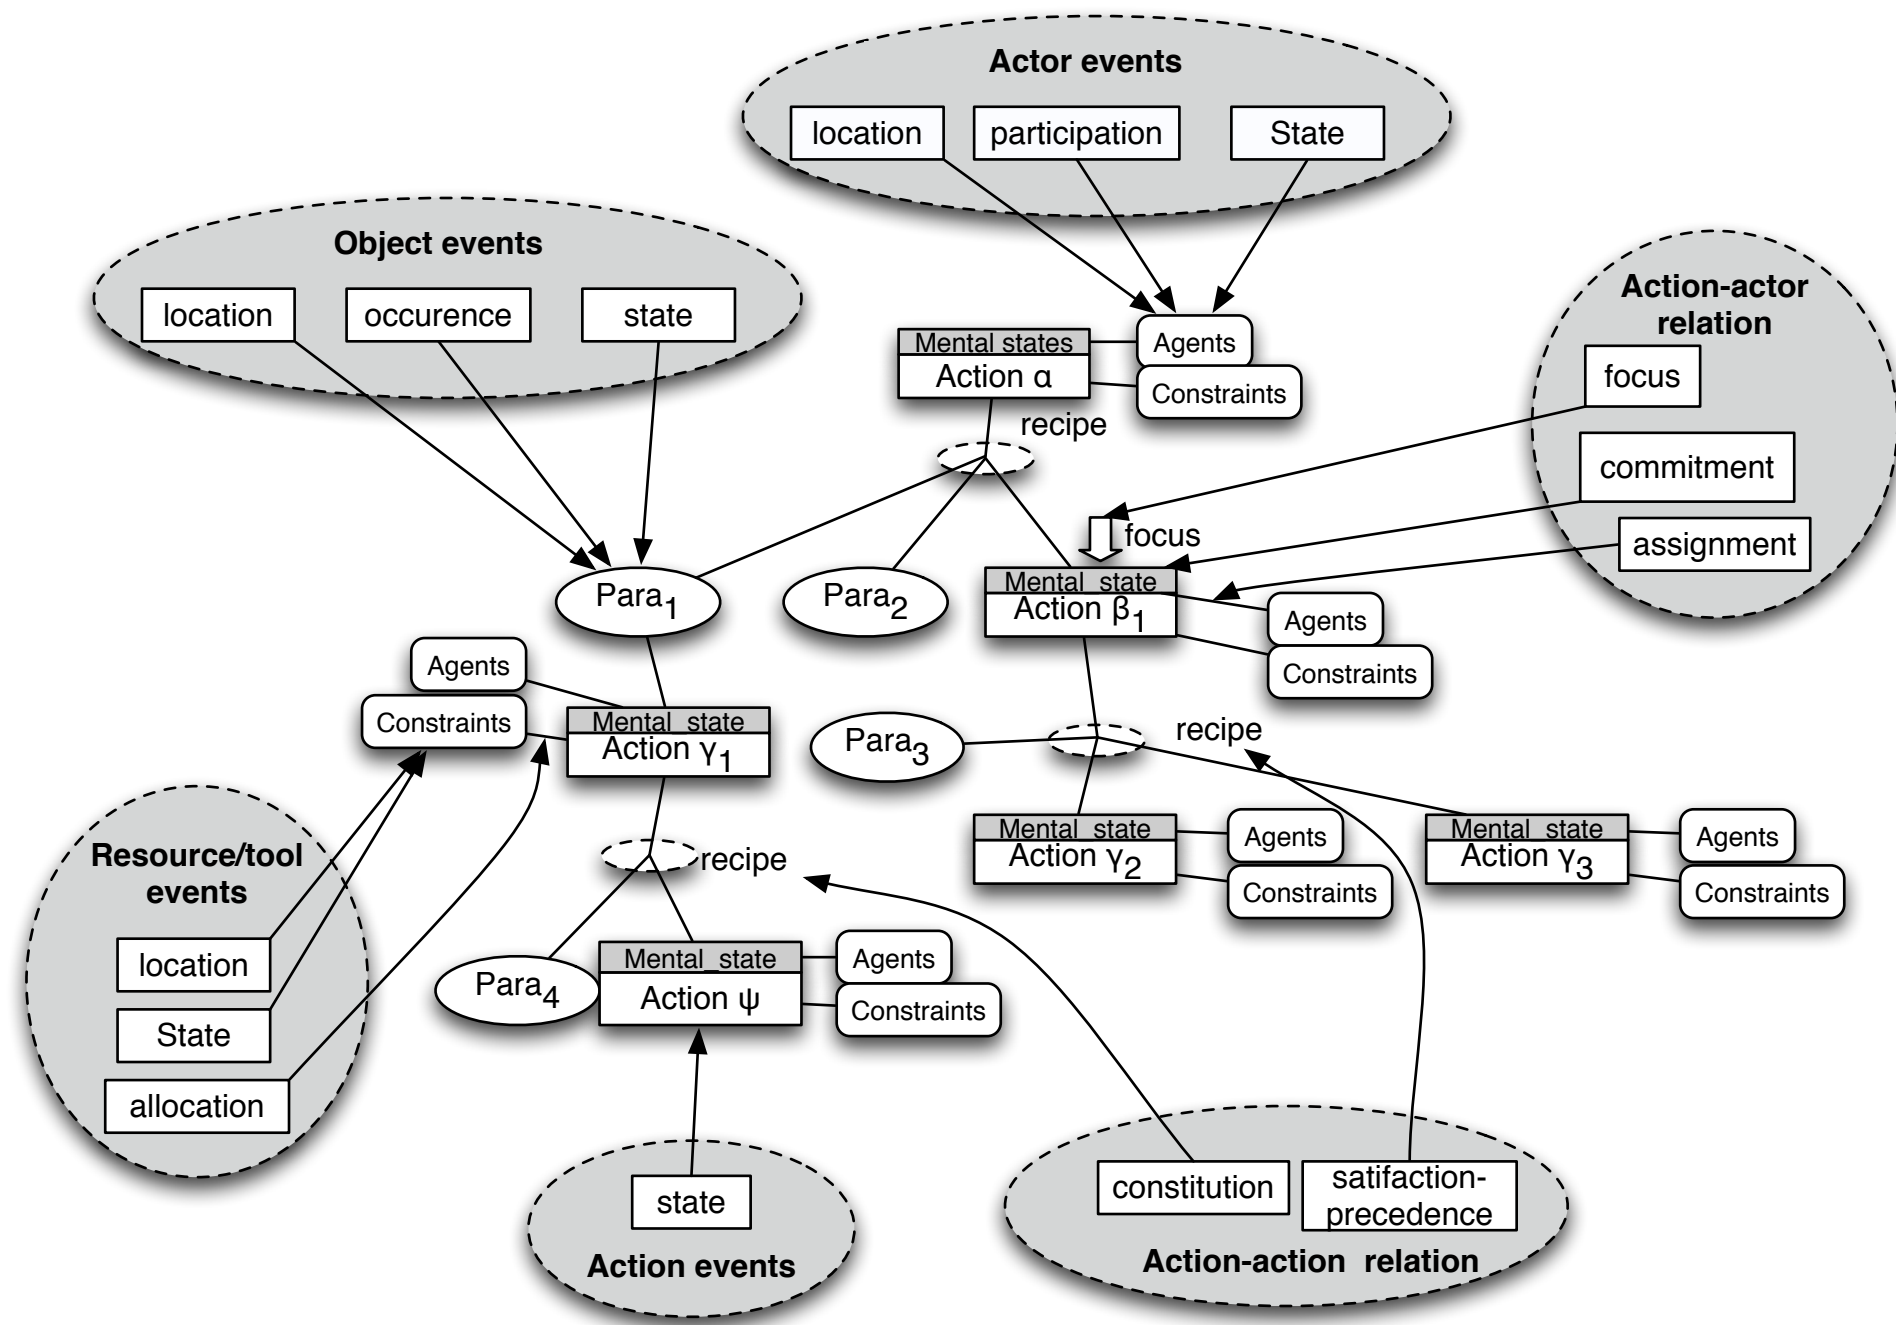 Actor events
location
participation
State
Object events
location
occurence
state
Action-actor
relation
focus
commitment
assignment
Mental states
Action α
Agents
Constraints
recipe
focus
Para1
Para2
Mental_state
Action β1
Agents
Constraints
Agents
Constraints
Mental_state
Action γ1
Para3
recipe
Mental_state
Action γ2
Agents
Constraints
Mental_state
Action γ3
Agents
Constraints
Resource/tool
events
location
State
allocation
recipe
Para4
Mental_state
Action ψ
Agents
Constraints
state
Action events
constitution
satifaction-
precedence
Action-action relation